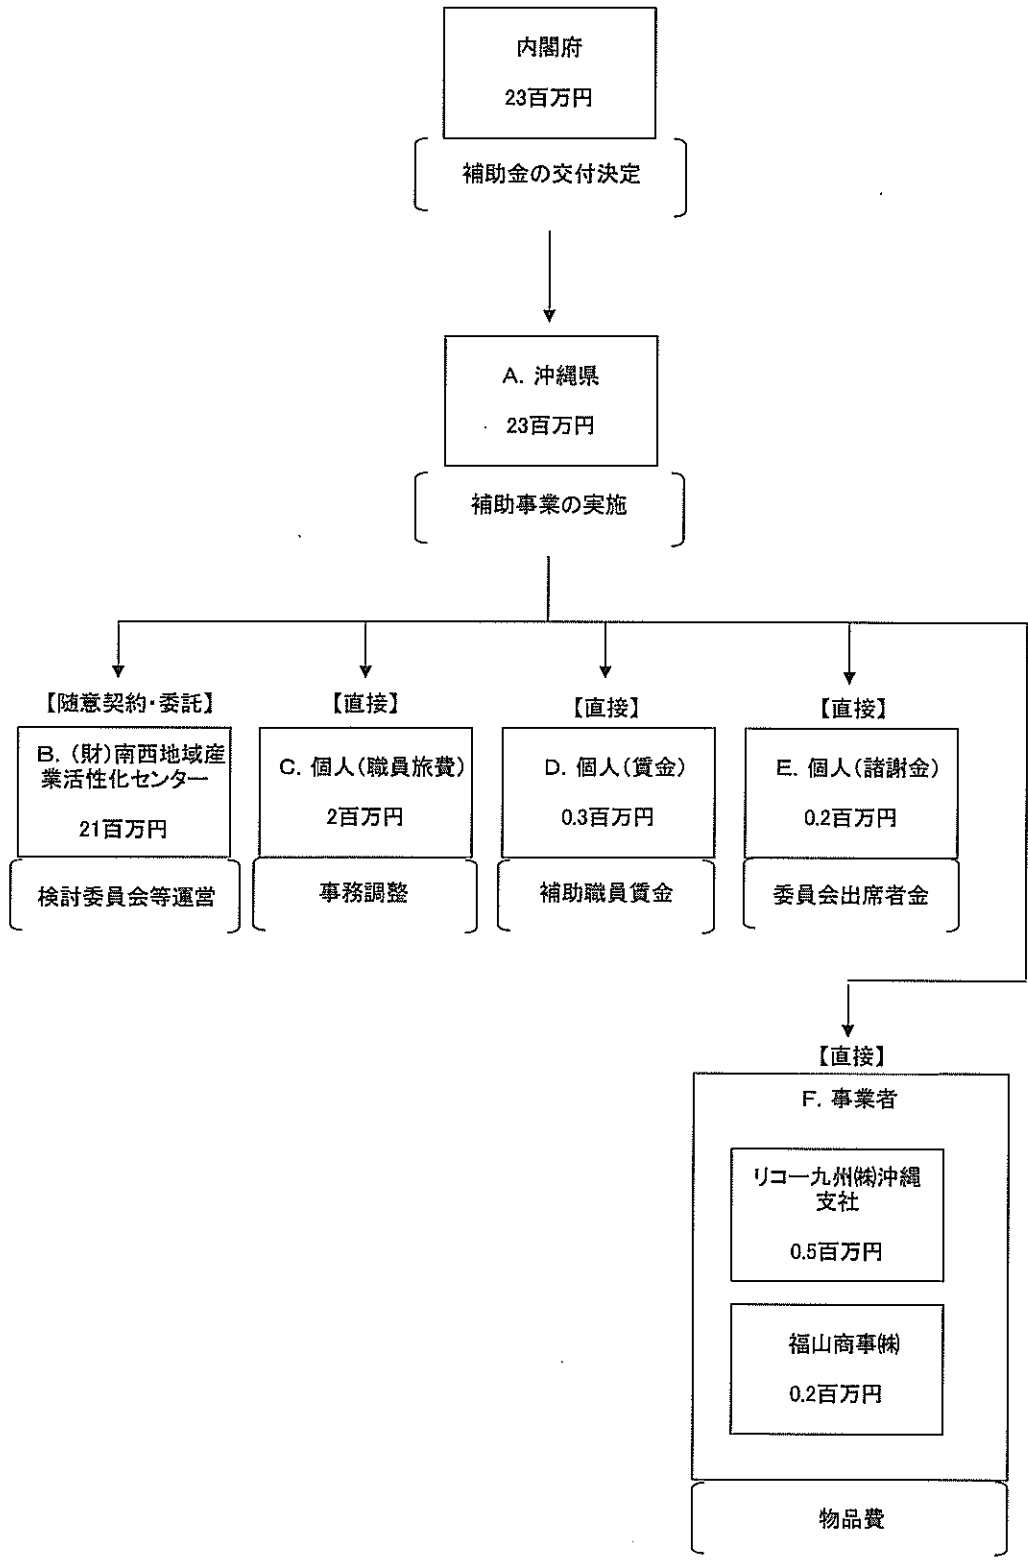 内閣府
23百万円
補助金の交付決定
A. 沖縄県
23百万円
補助事業の実施
【随意契約・委託】
B. (財)南西地域産
業活性化センター
21百万円
検討委員会等運営
【直接】
C. 個人(職員旅費)
2百万円
事務調整
【直接】
D. 個人(賃金)
0.3百万円
補助職員賃金
【直接】
E. 個人(諸謝金)
0.2百万円
委員会出席者金
【直接】
F. 事業者
リコー九州㈱沖縄
支社
0.5百万円
福山商事㈱
0.2百万円
物品費